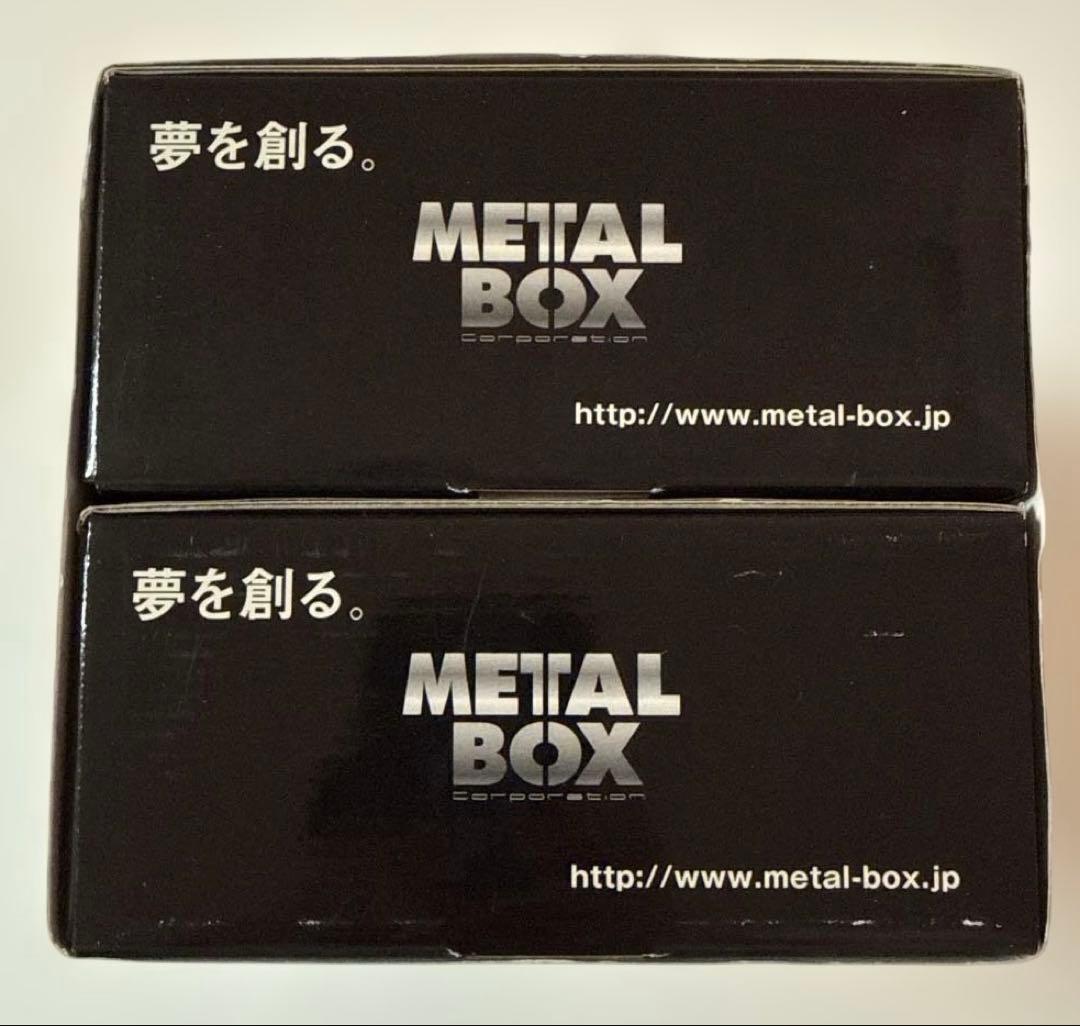 夢を創る。
METAL
BOX
Corporation
http://www.metal-box.jp
夢を創る。
METAL
BOX
Corporation
http://www.metal-box.jp